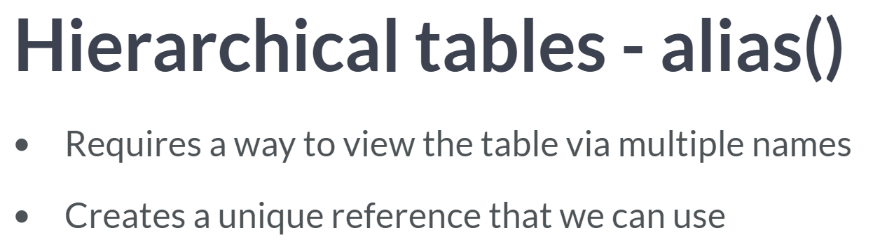 Hierarchical tables - alias()
• Requires a way to view the table via multiple names
• Creates a unique reference that we can use